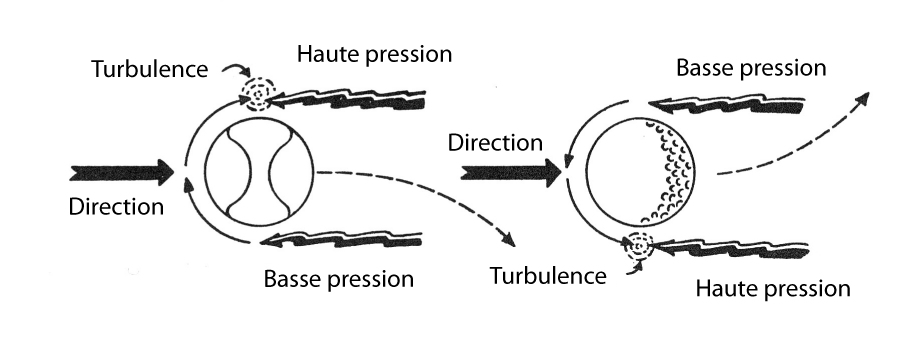 Haute pression
Turbulence
Direction
Basse pression
Basse pression
Direction
Turbulence
Haute pression